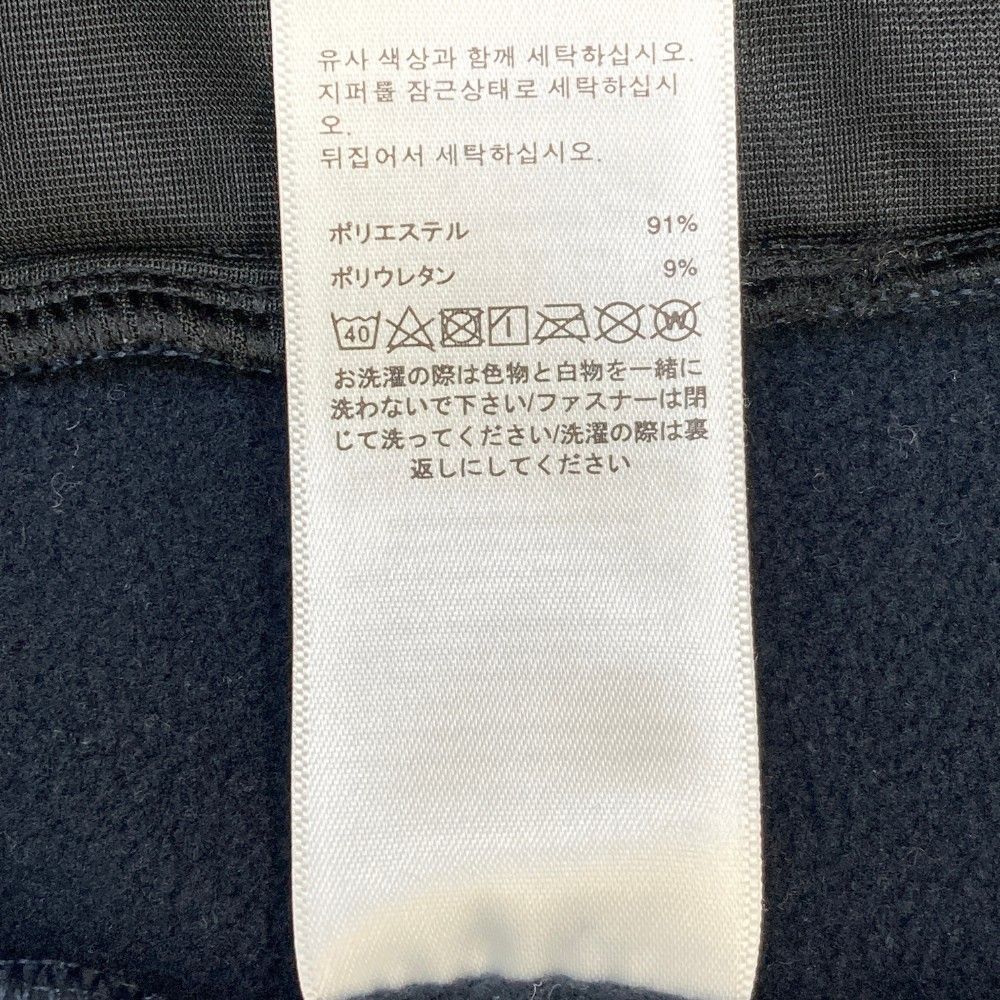 유사 색상과 함께 세탁하십시오.
지퍼뜳 잠근상태로 세탁하십시
오.
뒤집어서 세탁하십시오.
ポリエステル 91%
ポリウレタン 9%
40 W
お洗濯の際は色物と白物を一緒に
洗わないで下さい/ファスナーは閉
じて洗ってください/洗濯の際は裏
返しにしてください